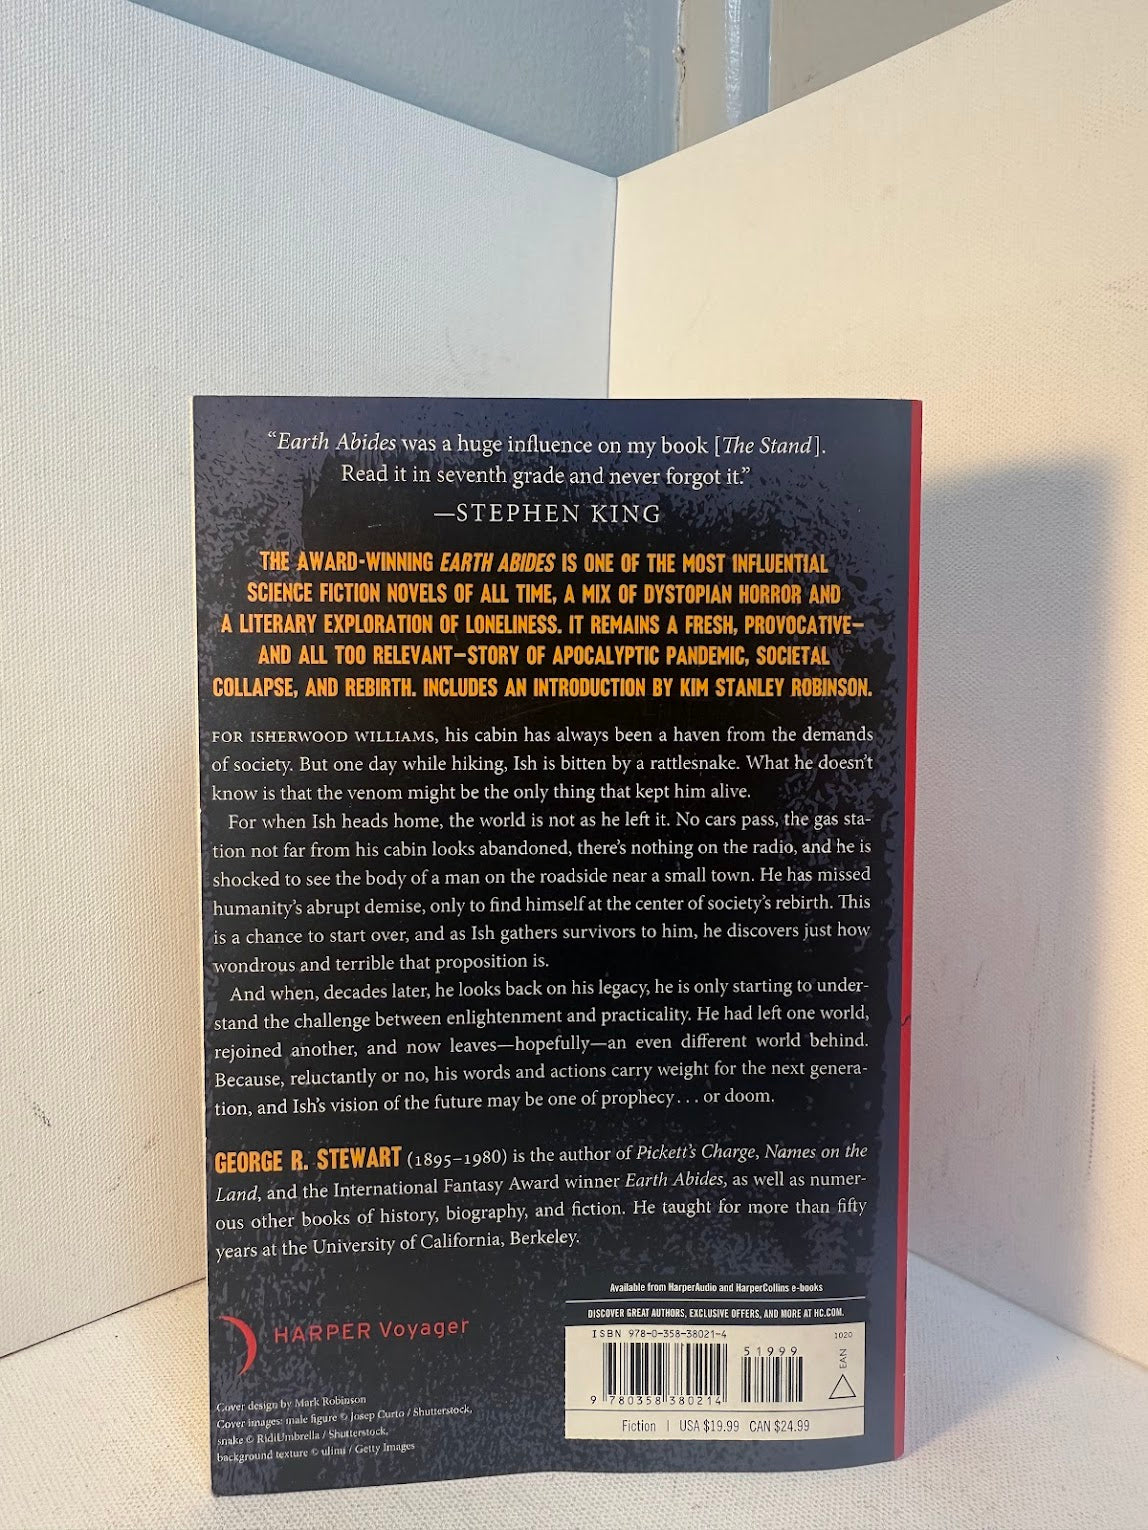 “Earth Abides was a huge influence on my book [The Stand].
Read it in seventh grade and never forgot it.”
—STEPHEN KING
THE AWARD-WINNING EARTH ABIDES IS ONE OF THE MOST INFLUENTIAL
SCIENCE FICTION NOVELS OF ALL TIME, A MIX OF DYSTOPIAN HORROR AND
A LITERARY EXPLORATION OF LONELINESS. IT REMAINS A FRESH, PROVOCATIVE—
AND ALL TOO RELEVANT—STORY OF APOCALYPTIC PANDEMIC, SOCIETAL
COLLAPSE, AND REBIRTH. INCLUDES AN INTRODUCTION BY KIM STANLEY ROBINSON.
FOR ISHERWOOD WILLIAMS, his cabin has always been a haven from the demands
of society. But one day while hiking, Ish is bitten by a rattlesnake. What he doesn’t
know is that the venom might be the only thing that kept him alive.
For when Ish heads home, the world is not as he left it. No cars pass, the gas sta-
tion not far from his cabin looks abandoned, there’s nothing on the radio, and he is
shocked to see the body of a man on the roadside near a small town. He has missed
humanity’s abrupt demise, only to find himself at the center of society’s rebirth. This
is a chance to start over, and as Ish gathers survivors to him, he discovers just how
wondrous and terrible that proposition is.
And when, decades later, he looks back on his legacy, he is only starting to under-
stand the challenge between enlightenment and practicality. He had left one world,
rejoined another, and now leaves—hopefully—an even different world behind.
Because, reluctantly or no, his words and actions carry weight for the next genera-
tion, and Ish’s vision of the future may be one of prophecy . . . or doom.
GEORGE R. STEWART (1895–1980) is the author of Pickett’s Charge, Names on the
Land, and the International Fantasy Award winner Earth Abides, as well as numer-
ous other books of history, biography, and fiction. He taught for more than fifty
years at the University of California, Berkeley.
Available from HarperAudio and HarperCollins e-books
DISCOVER GREAT AUTHORS, EXCLUSIVE OFFERS, AND MORE AT HC.COM.
HARPER Voyager
ISBN 978-0-358-38021-4
1020
51999
EAN
9 780358 380214
Fiction | USA $19.99 CAN $24.99
Cover design by Mark Robinson
Cover images: male figure © Josep Curto / Shutterstock,
snake © RidiUmbrella / Shutterstock,
background texture © ulimi / Getty Images